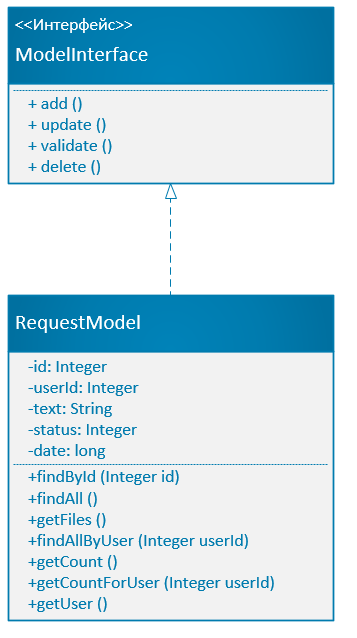 <<Интерфейс>>
ModelInterface
+ add ()
+ update ()
+ validate ()
+ delete ()
RequestModel
-id: Integer
-userId: Integer
-text: String
-status: Integer
-date: long
+findById (Integer id)
+findAll ()
+getFiles ()
+findAllByUser (Integer userId)
+getCount ()
+getCountForUser (Integer userId)
+getUser ()